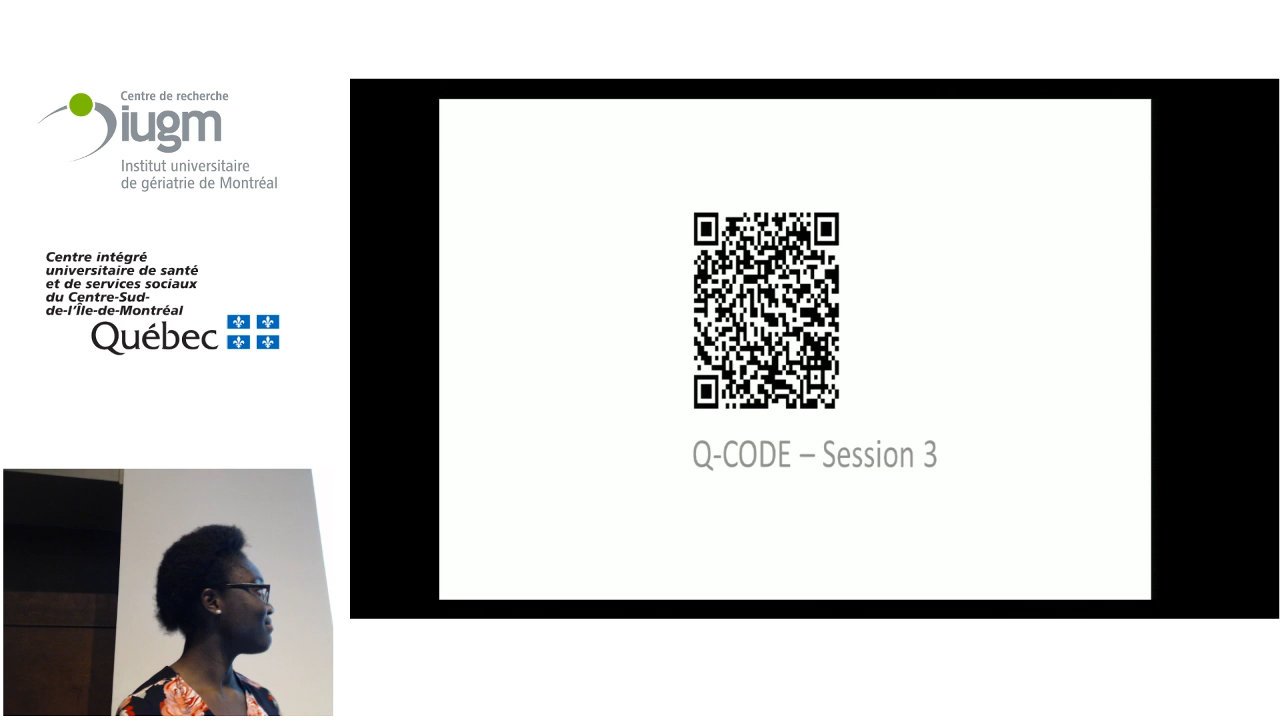 Centre de recherche
iugm
Institut universitaire
de gériatrie de Montréal
Centre intégré
universitaire de santé
et de services sociaux
du Centre-Sud-
de-l'Île-de-Montréal
Québec
Q-CODE – Session 3